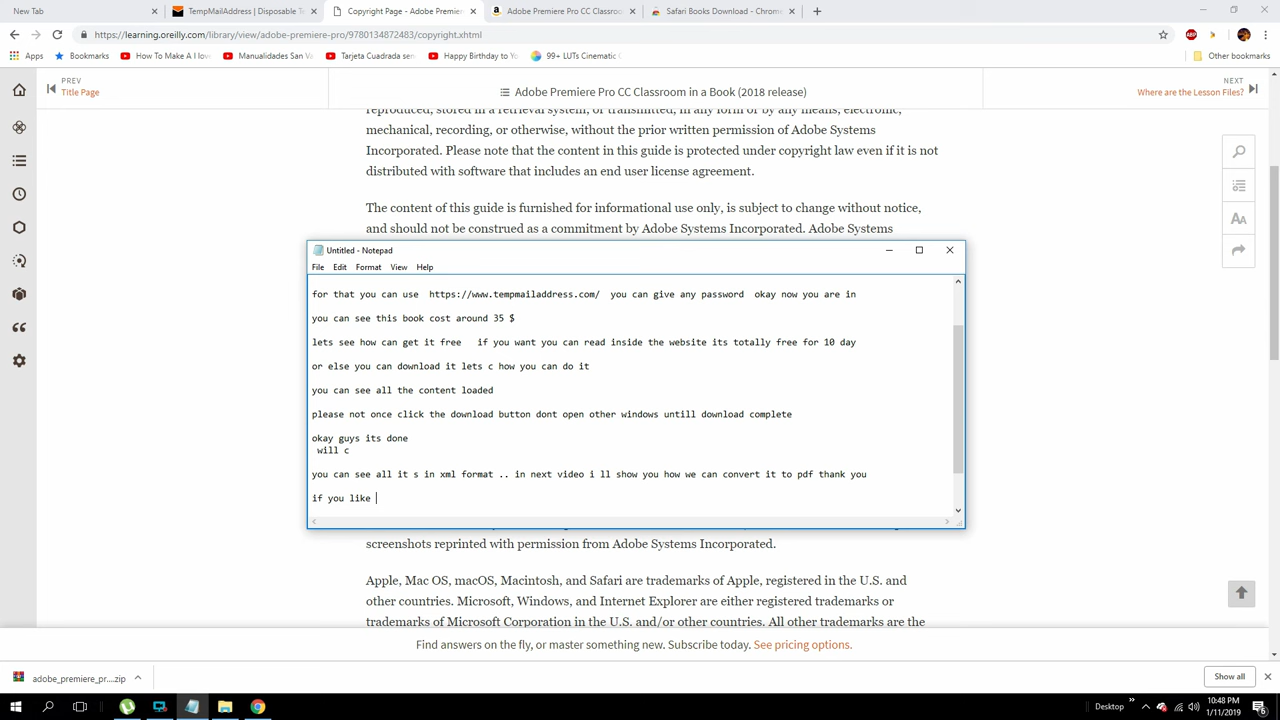 New Tab
TempMailAddress | Disposable Te
Copyright Page - Adobe Premiere
Adobe Premiere Pro CC Classroom
Safari Books Download - Chrome
https://learning.oreilly.com/library/view/adobe-premiere-pro/9780134872483/copyright.xhtml
Apps
Bookmarks
How To Make A I love
Manualidades San Va
Tarjeta Cuadrada sen
Happy Birthday to Yo
99+ LUTs Cinematic C
Other bookmarks
PREV
Title Page
Adobe Premiere Pro CC Classroom in a Book (2018 release)
NEXT
Where are the Lesson Files?
reproduced, stored in a retrieval system, or transmitted, in any form or by any means, electronic,
mechanical, recording, or otherwise, without the prior written permission of Adobe Systems
Incorporated. Please note that the content in this guide is protected under copyright law even if it is not
distributed with software that includes an end user license agreement.
The content of this guide is furnished for informational use only, is subject to change without notice,
and should not be construed as a commitment by Adobe Systems Incorporated. Adobe Systems
Untitled - Notepad
File Edit Format View Help
for that you can use https://www.tempmailaddress.com/ you can give any password okay now you are in
you can see this book cost around 35 $
lets see how can get it free if you want you can read inside the website its totally free for 10 day
or else you can download it lets c how you can do it
you can see all the content loaded
please not once click the download button dont open other windows untill download complete
okay guys its done
will c
you can see all it s in xml format .. in next video i ll show you how we can convert it to pdf thank you
if you like
screenshots reprinted with permission from Adobe Systems Incorporated.
Apple, Mac OS, macOS, Macintosh, and Safari are trademarks of Apple, registered in the U.S. and
other countries. Microsoft, Windows, and Internet Explorer are either registered trademarks or
trademarks of Microsoft Corporation in the U.S. and/or other countries. All other trademarks are the
Find answers on the fly, or master something new. Subscribe today. See pricing options.
adobe_premiere_pr....zip
Show all
Desktop
10:48 PM
1/11/2019